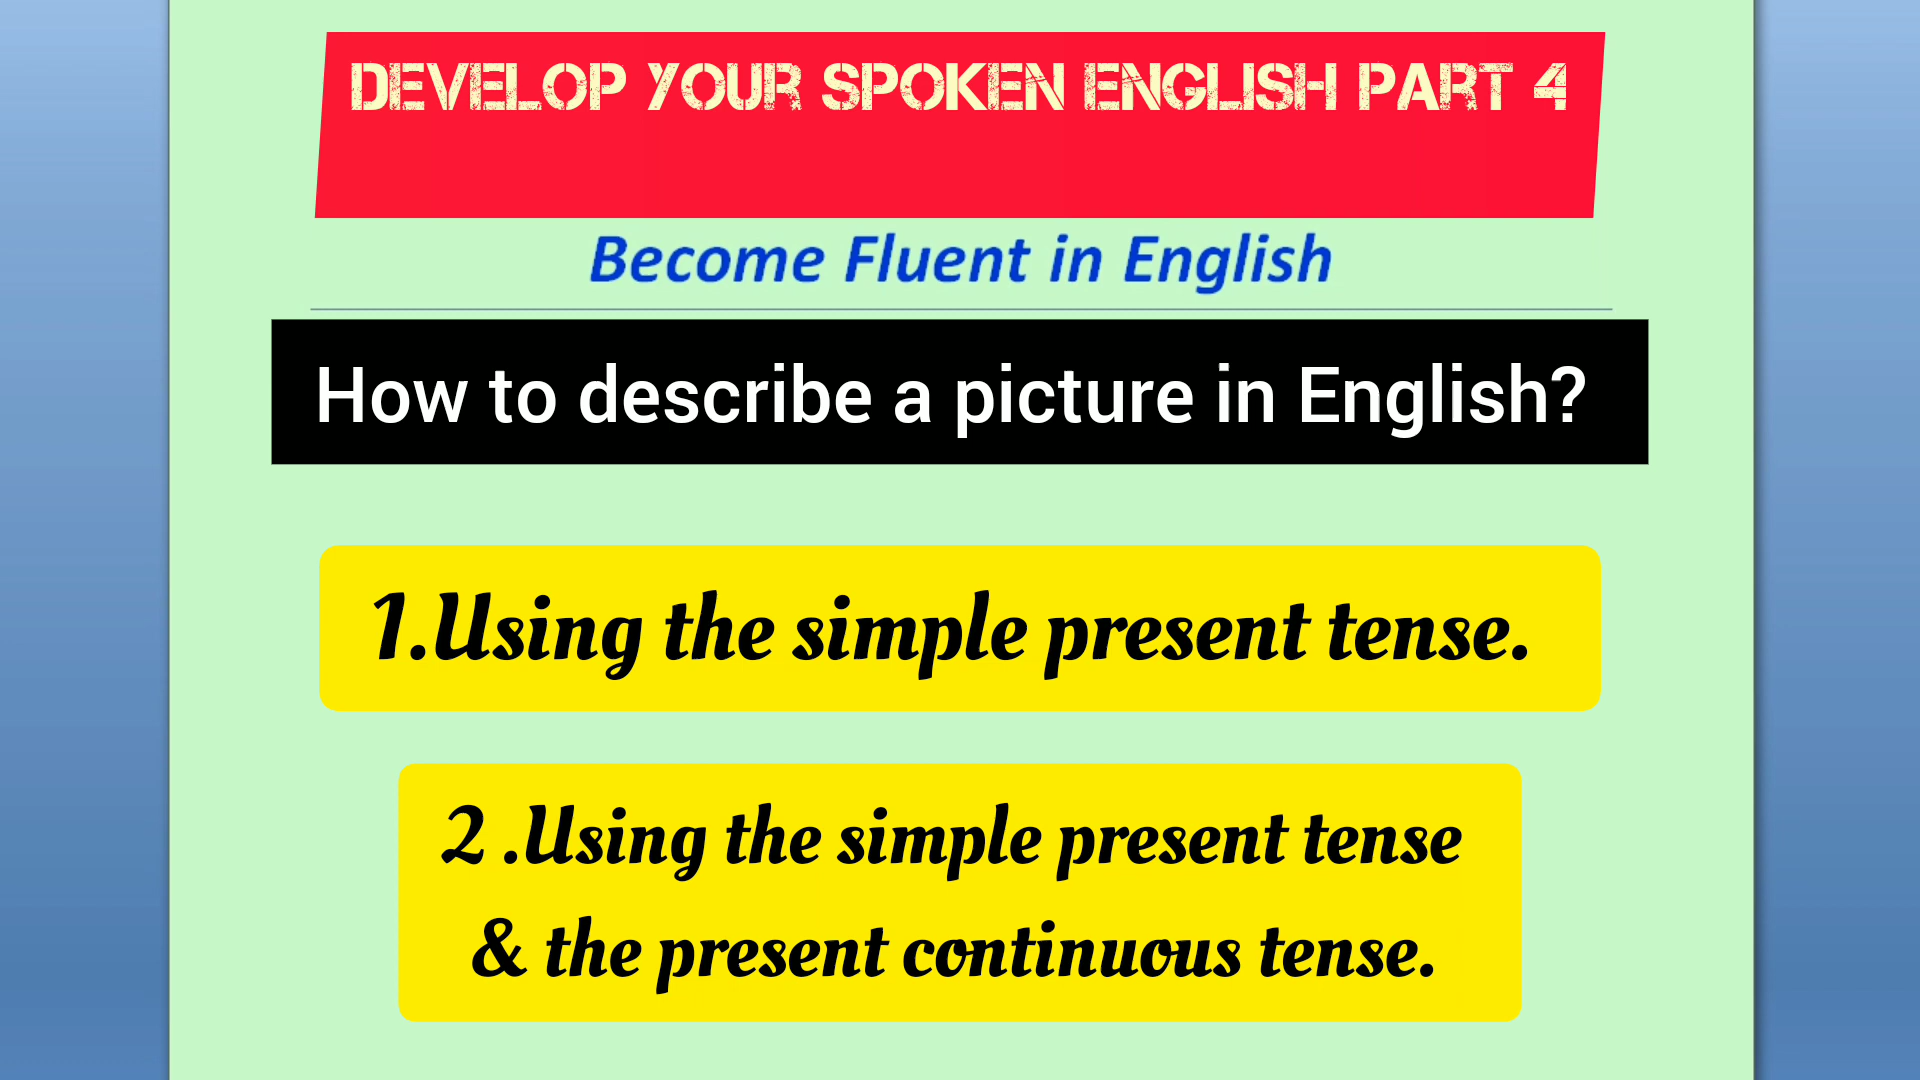 DEVELOP YOUR SPOKEN ENGLISH PART 4
Become Fluent in English
How to describe a picture in English?
1.Using the simple present tense.
2 .Using the simple present tense
& the present continuous tense.